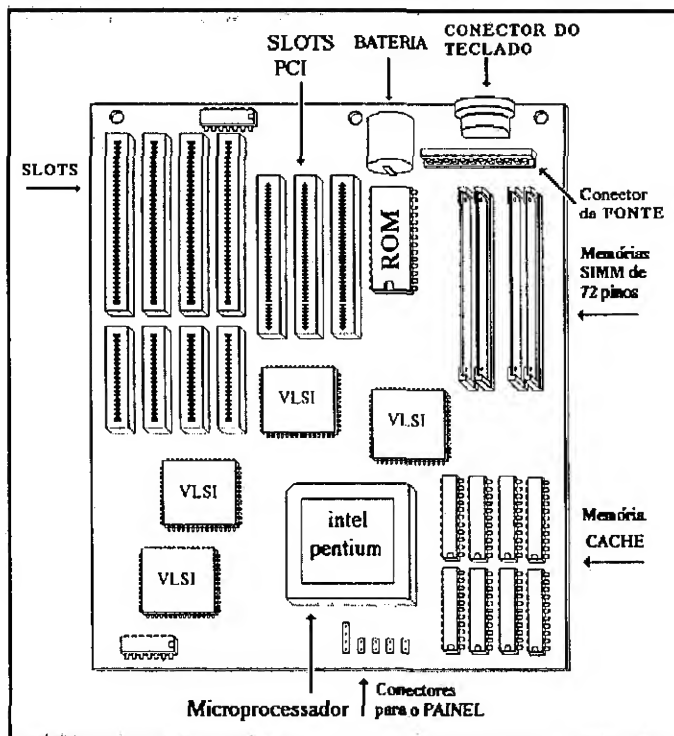 SLOTS
PCI
BATERIA
CONECTOR DO
TECLADO
SLOTS
Conector
da FONTE
ROM
Memórias
SIMM de
72 pinos
VLSI
VLSI
VLSI
intel
pentium
Memória
CACHE
VLSI
Microprocessador
Conectores
para o PAINEL